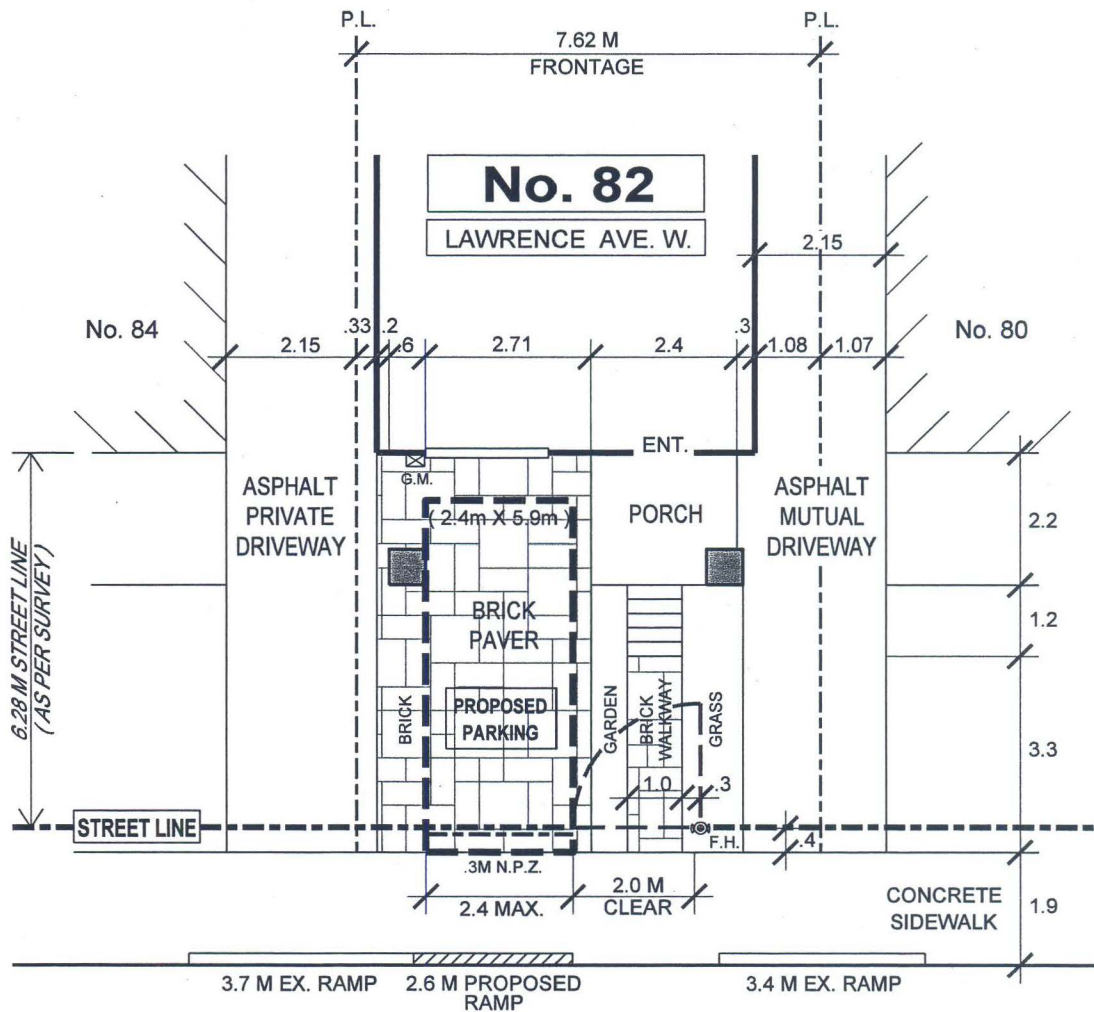 P.L.
P.L.
7.62 M
FRONTAGE
No. 82
LAWRENCE AVE. W.
2.15
No. 84
No. 80
2.15
.33
.2
.6
2.71
2.4
.3
1.08
1.07
ENT.
G.M.
ASPHALT
PRIVATE
DRIVEWAY
( 2.4m X 5.9m )
PORCH
ASPHALT
MUTUAL
DRIVEWAY
2.2
6.28 M STREET LINE
(AS PER SURVEY)
BRICK
PAVER
1.2
BRICK
PROPOSED
PARKING
GARDEN
BRICK
WALKWAY
GRASS
3.3
1.0
.3
STREET LINE
F.H.
.4
.3M N.P.Z.
2.4 MAX.
2.0 M
CLEAR
CONCRETE
SIDEWALK
1.9
3.7 M EX. RAMP
2.6 M PROPOSED
RAMP
3.4 M EX. RAMP